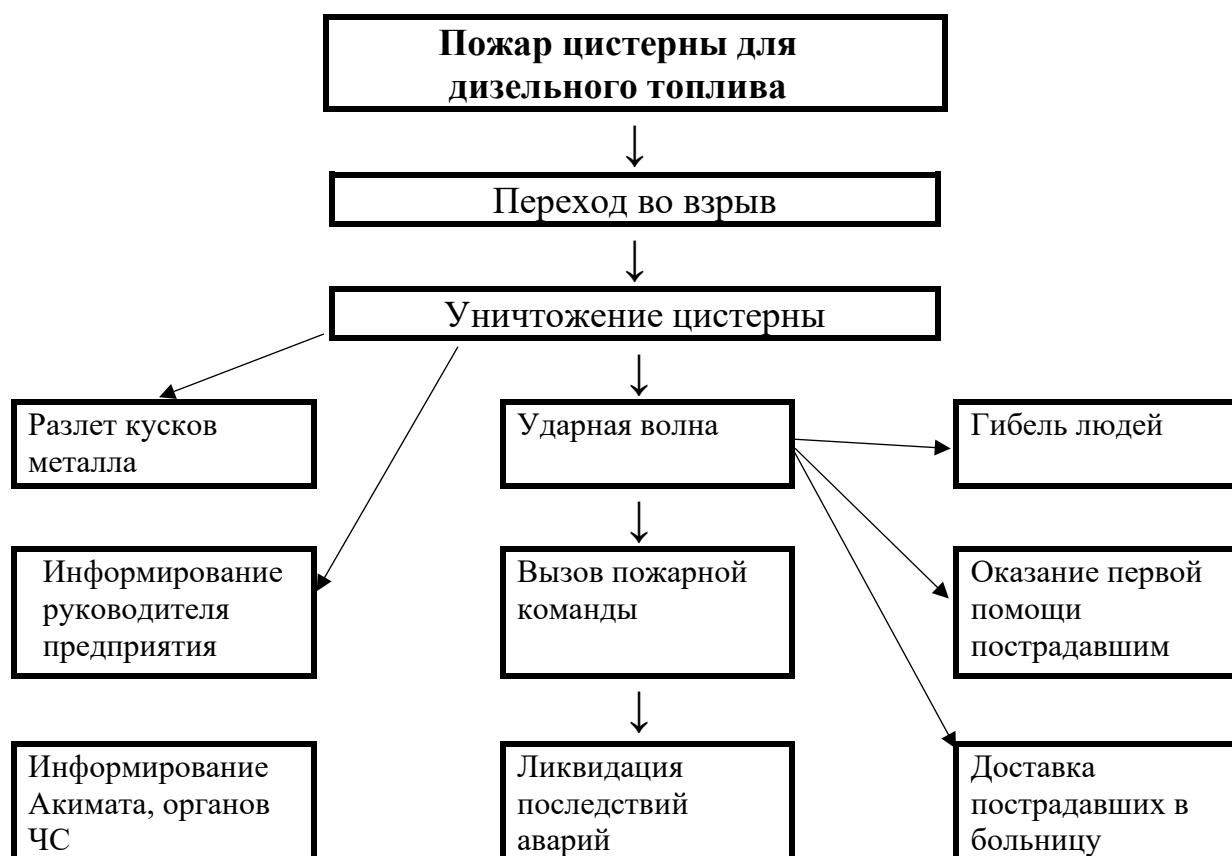 Пожар цистерны для
дизельного топлива
Переход во взрыв
Уничтожение цистерны
Разлет кусков
металла
Ударная волна
Гибель людей
Информирование
руководителя
предприятия
Вызов пожарной
команды
Оказание первой
помощи
пострадавшим
Информирование
Акимата, органов
ЧС
Ликвидация
последствий
аварий
Доставка
пострадавших в
больницу